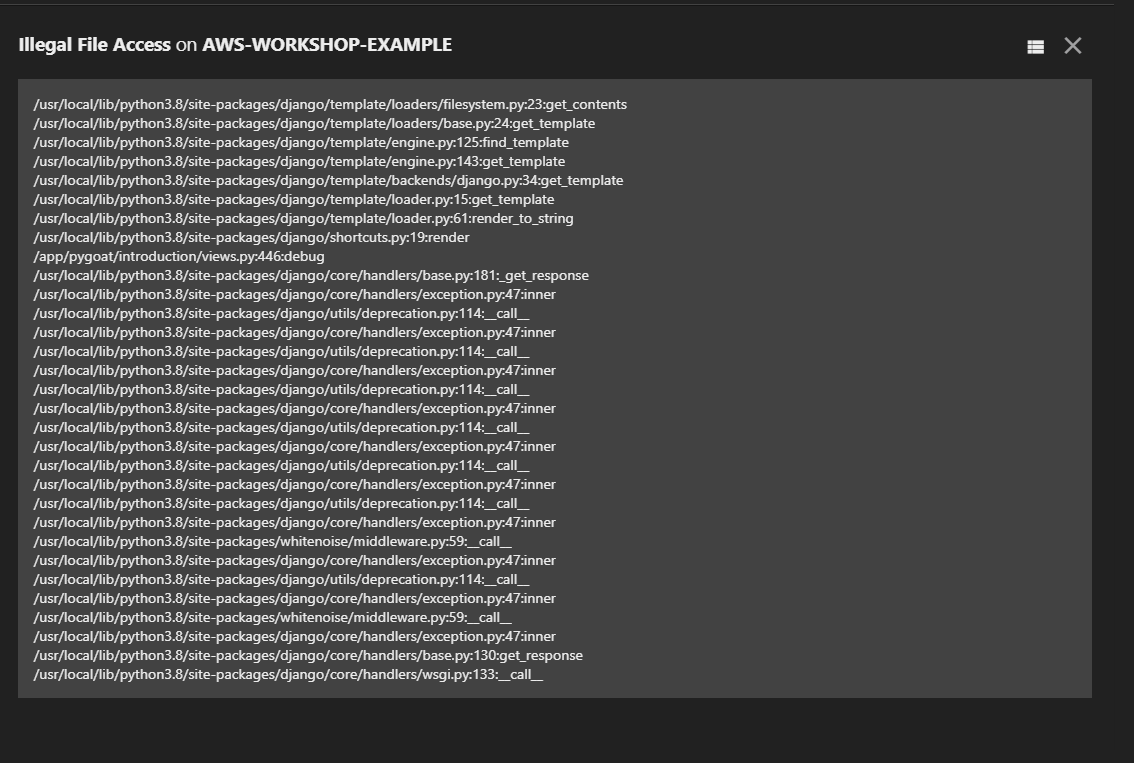 Illegal File Access on AWS-WORKSHOP-EXAMPLE
/usr/local/lib/python3.8/site-packages/django/template/loaders/filesystem.py:23:get_contents
/usr/local/lib/python3.8/site-packages/django/template/loaders/base.py:24:get_template
/usr/local/lib/python3.8/site-packages/django/template/engine.py:125:find_template
/usr/local/lib/python3.8/site-packages/django/template/engine.py:143:get_template
/usr/local/lib/python3.8/site-packages/django/template/backends/django.py:34:get_template
/usr/local/lib/python3.8/site-packages/django/template/loader.py:15:get_template
/usr/local/lib/python3.8/site-packages/django/template/loader.py:61:render_to_string
/usr/local/lib/python3.8/site-packages/django/shortcuts.py:19:render
/app/pygoat/introduction/views.py:446:debug
/usr/local/lib/python3.8/site-packages/django/core/handlers/base.py:181:_get_response
/usr/local/lib/python3.8/site-packages/django/core/handlers/exception.py:47:inner
/usr/local/lib/python3.8/site-packages/django/utils/deprecation.py:114:__call__
/usr/local/lib/python3.8/site-packages/django/core/handlers/exception.py:47:inner
/usr/local/lib/python3.8/site-packages/django/utils/deprecation.py:114:__call__
/usr/local/lib/python3.8/site-packages/django/core/handlers/exception.py:47:inner
/usr/local/lib/python3.8/site-packages/django/utils/deprecation.py:114:__call__
/usr/local/lib/python3.8/site-packages/django/core/handlers/exception.py:47:inner
/usr/local/lib/python3.8/site-packages/django/utils/deprecation.py:114:__call__
/usr/local/lib/python3.8/site-packages/django/core/handlers/exception.py:47:inner
/usr/local/lib/python3.8/site-packages/django/utils/deprecation.py:114:__call__
/usr/local/lib/python3.8/site-packages/django/core/handlers/exception.py:47:inner
/usr/local/lib/python3.8/site-packages/django/utils/deprecation.py:114:__call__
/usr/local/lib/python3.8/site-packages/django/core/handlers/exception.py:47:inner
/usr/local/lib/python3.8/site-packages/whitenoise/middleware.py:59:__call__
/usr/local/lib/python3.8/site-packages/django/core/handlers/exception.py:47:inner
/usr/local/lib/python3.8/site-packages/django/utils/deprecation.py:114:__call__
/usr/local/lib/python3.8/site-packages/django/core/handlers/exception.py:47:inner
/usr/local/lib/python3.8/site-packages/whitenoise/middleware.py:59:__call__
/usr/local/lib/python3.8/site-packages/django/core/handlers/exception.py:47:inner
/usr/local/lib/python3.8/site-packages/django/core/handlers/base.py:130:get_response
/usr/local/lib/python3.8/site-packages/django/core/handlers/wsgi.py:133:__call__